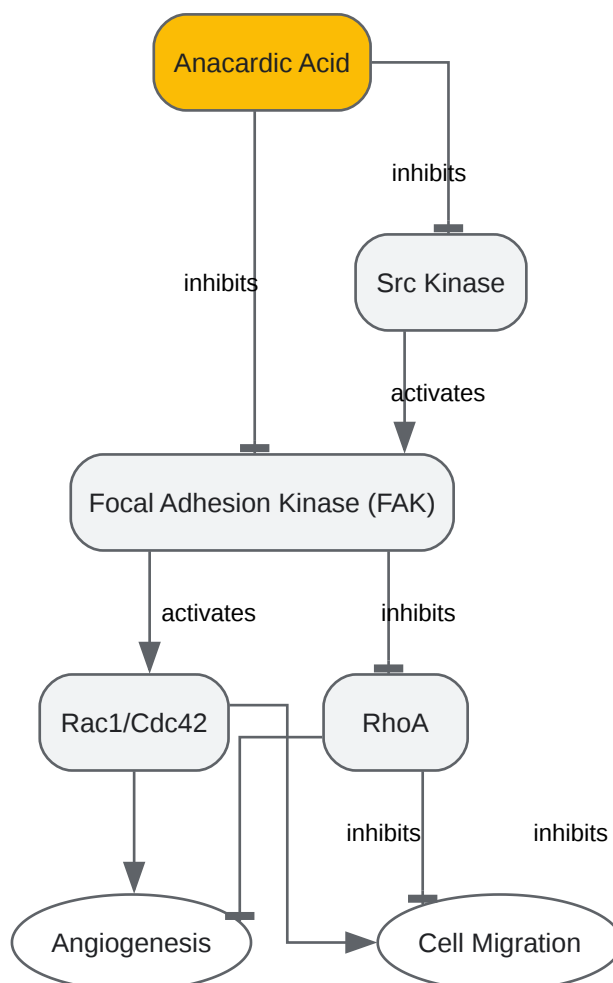 Anacardic Acid
inhibits
Src Kinase
inhibits
activates
Focal Adhesion Kinase (FAK)
activates
inhibits
Rac1/Cdc42
RhoA
inhibits
inhibits
Angiogenesis
Cell Migration